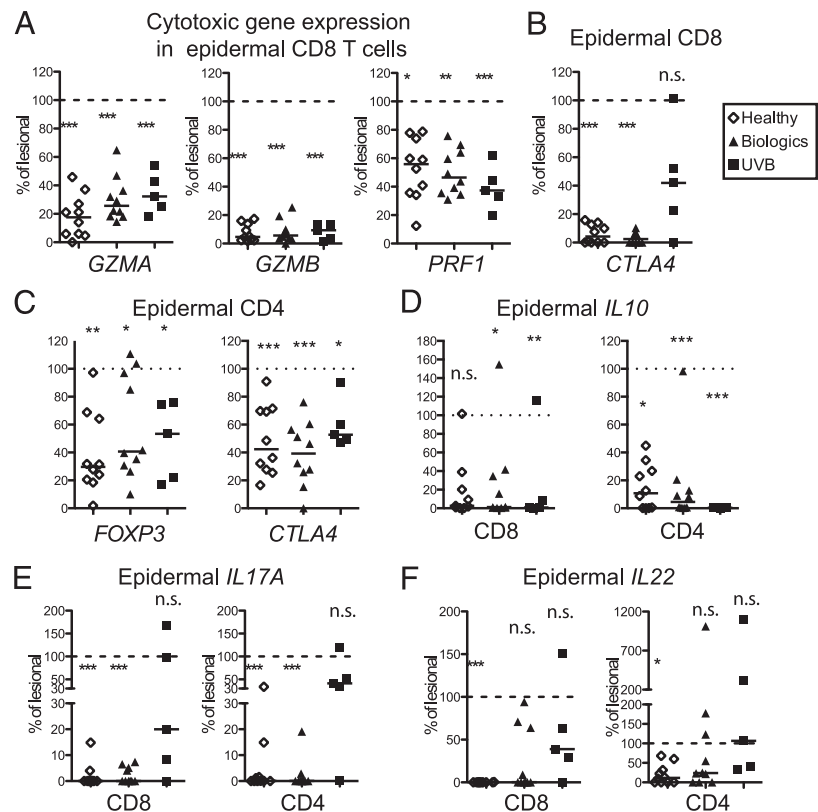 A
Cytotoxic gene expression
in epidermal CD8 T cells
% of lesional
120
100
80
60
40
20
0
***
***
***
GZMA
% of lesional
120
100
80
60
40
20
0
***
***
***
GZMB
% of lesional
120
100
80
60
40
20
0
*
**
***
PRF1
B
Epidermal CD8
% of lesional
120
100
80
60
40
20
0
***
***
n.s.
CTLA4
Healthy
Biologics
UVB
C
Epidermal CD4
% of lesional
120
100
80
60
40
20
0
**
*
*
FOXP3
% of lesional
120
100
80
60
40
20
0
***
***
*
CTLA4
D
Epidermal IL10
% of lesional
180
160
140
120
100
80
60
40
20
0
n.s.
*
**
CD8
% of lesional
120
100
80
60
40
20
0
*
***
***
CD4
E
Epidermal IL17A
% of lesional
200
150
100
50
30
30
20
10
0
***
***
n.s.
CD8
% of lesional
200
150
100
50
30
30
20
10
0
***
***
n.s.
CD4
F
Epidermal IL22
% of lesional
200
150
100
50
0
***
n.s.
n.s.
CD8
% of lesional
1200
700
200
200
150
100
50
0
*
n.s.
n.s.
CD4